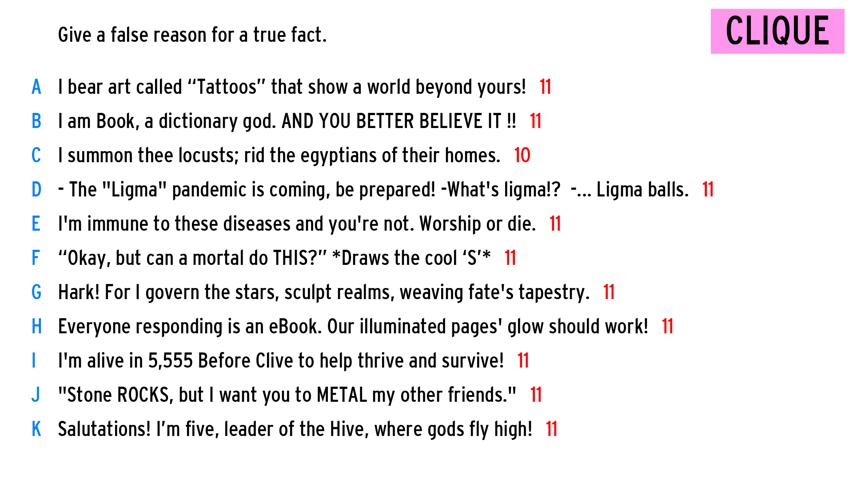 Give a false reason for a true fact.
CLIQUE
A I bear art called “Tattoos” that show a world beyond yours! 11
B I am Book, a dictionary god. AND YOU BETTER BELIEVE IT !! 11
C I summon thee locusts; rid the egyptians of their homes. 10
D - The "Ligma" pandemic is coming, be prepared! -What's ligma!? -... Ligma balls. 11
E I'm immune to these diseases and you're not. Worship or die. 11
F “Okay, but can a mortal do THIS?” *Draws the cool ‘S’* 11
G Hark! For I govern the stars, sculpt realms, weaving fate's tapestry. 11
H Everyone responding is an eBook. Our illuminated pages' glow should work! 11
I I'm alive in 5,555 Before Clive to help thrive and survive! 11
J "Stone ROCKS, but I want you to METAL my other friends." 11
K Salutations! I’m five, leader of the Hive, where gods fly high! 11